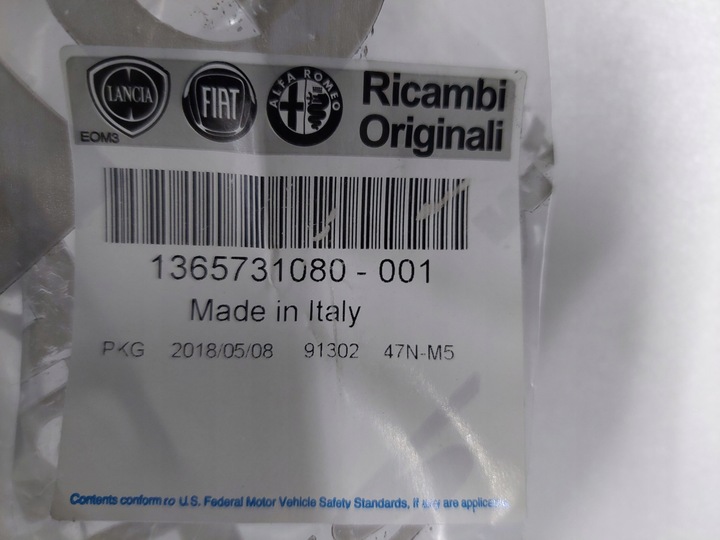 LANCIA
FIAT
ALFA ROMEO
Ricambi
Originali
EOM3
1365731080 - 001
Made in Italy
PKG 2018/05/08 91302 47N-M5
Contents conform to U.S. Federal Motor Vehicle Safety Standards, if any are applicable